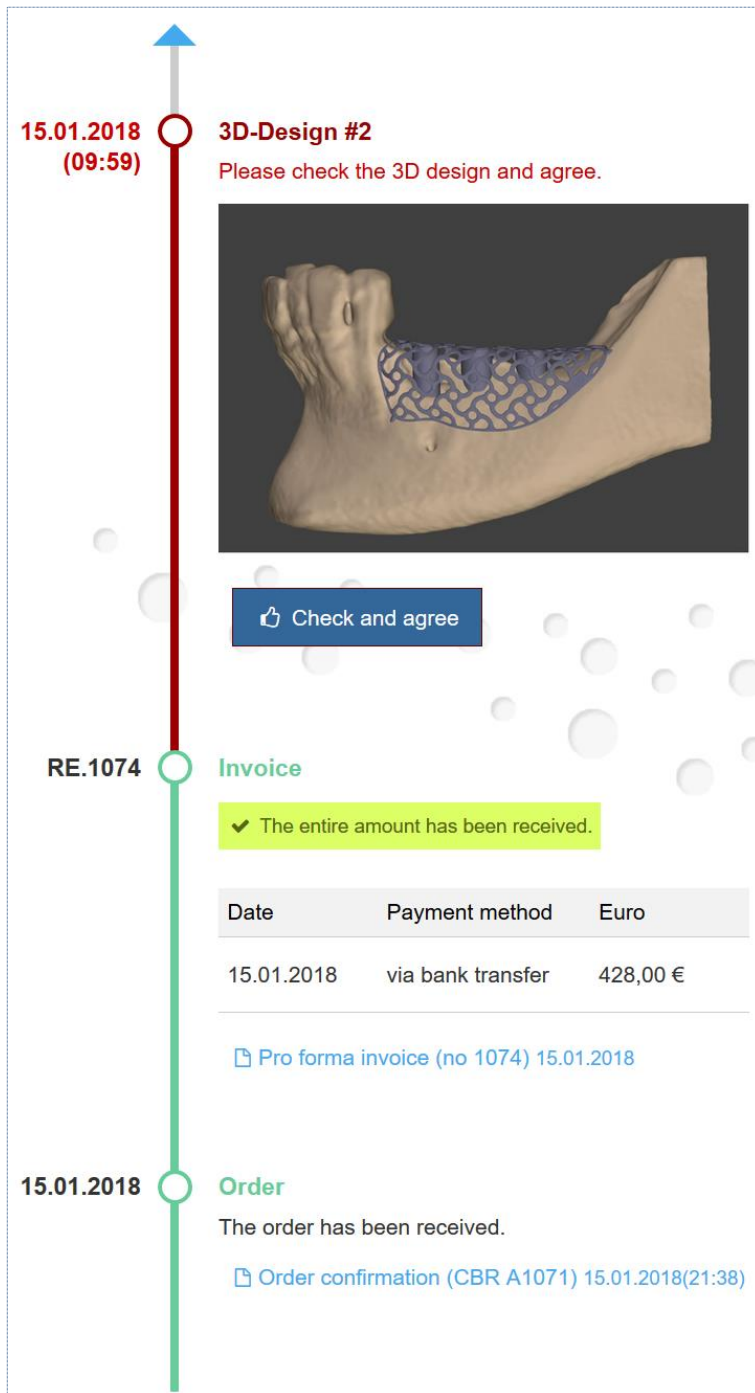 15.01.2018 3D-Design #2
(09:59) Please check the 3D design and agree.
Check and agree
RE.1074 Invoice
The entire amount has been received.
Date Payment method Euro
15.01.2018 via bank transfer 428,00 €
Pro forma invoice (no 1074) 15.01.2018
15.01.2018 Order
The order has been received.
Order confirmation (CBR A1071) 15.01.2018(21:38)